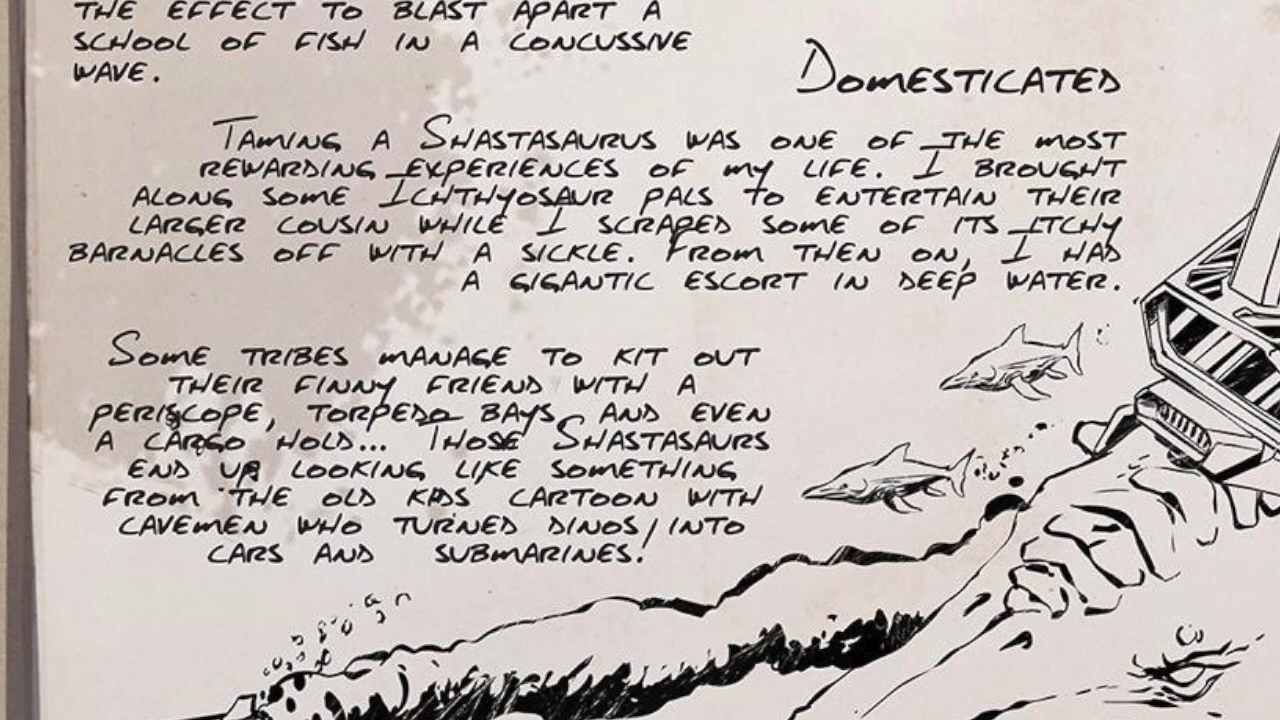 THE EFFECT TO BLAST APART A
SCHOOL OF FISH IN A CONCUSSIVE
WAVE.
DOMESTICATED
TAMING A SHASTASAURUS WAS ONE OF THE MOST
REWARDING EXPERIENCES OF MY LIFE. I BROUGHT
ALONG SOME ICHTHYOSAUR PALS TO ENTERTAIN THEIR
LARGER COUSIN WHILE I SCRAPED SOME OF ITS ITCHY
BARNACLES OFF WITH A SICKLE. FROM THEN ON, I HAD
A GIGANTIC ESCORT IN DEEP WATER.
SOME TRIBES MANAGE TO KIT OUT
THEIR FINNY FRIEND WITH A
PERISCOPE, TORPEDO BAYS, AND EVEN
A CARGO HOLD... THOSE SHASTASAURS
END UP LOOKING LIKE SOMETHING
FROM THE OLD KIDS CARTOON WITH
CAVEMEN WHO TURNED DINOS INTO
CARS AND SUBMARINES!